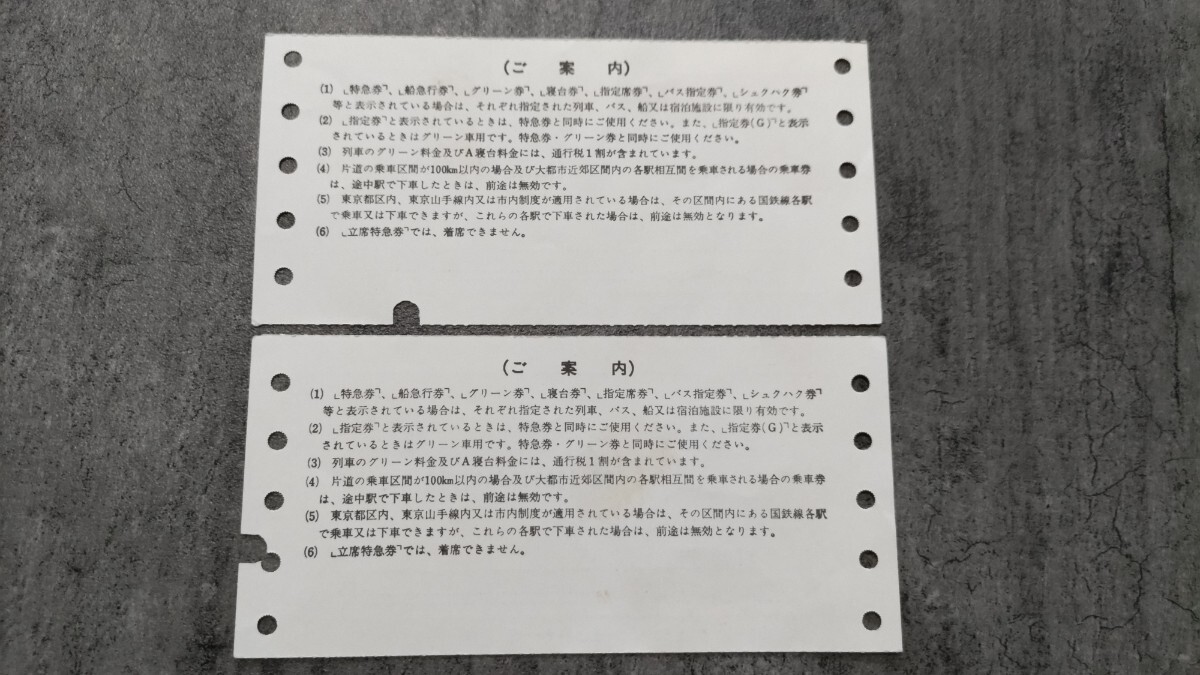 (ご案内)
(1) ｢特急券｣、｢船急行券｣、｢グリーン券｣、｢寝台券｣、｢指定席券｣、｢バス指定券｣、｢シュクハク券｣
等と表示されている場合は、それぞれ指定された列車、バス、船又は宿泊施設に限り有効です。
(2) ｢指定券｣と表示されているときは、特急券と同時にご使用ください。また、｢指定券(G)｣と表示
されているときはグリーン車用です。特急券・グリーン券と同時にご使用ください。
(3) 列車のグリーン料金及びA寝台料金には、通行税1割が含まれています。
(4) 片道の乗車区間が100km以内の場合及び大都市近郊区間内の各駅相互間を乗車される場合の乗車券
は、途中駅で下車したときは、前途は無効です。
(5) 東京都区内、東京山手線内又は市内制度が適用されている場合は、その区間内にある国鉄線各駅
で乗車又は下車できますが、これらの各駅で下車された場合は、前途は無効となります。
(6) ｢立席特急券｣では、着席できません。
(ご案内)
(1) ｢特急券｣、｢船急行券｣、｢グリーン券｣、｢寝台券｣、｢指定席券｣、｢バス指定券｣、｢シュクハク券｣
等と表示されている場合は、それぞれ指定された列車、バス、船又は宿泊施設に限り有効です。
(2) ｢指定券｣と表示されているときは、特急券と同時にご使用ください。また、｢指定券(G)｣と表示
されているときはグリーン車用です。特急券・グリーン券と同時にご使用ください。
(3) 列車のグリーン料金及びA寝台料金には、通行税1割が含まれています。
(4) 片道の乗車区間が100km以内の場合及び大都市近郊区間内の各駅相互間を乗車される場合の乗車券
は、途中駅で下車したときは、前途は無効です。
(5) 東京都区内、東京山手線内又は市内制度が適用されている場合は、その区間内にある国鉄線各駅
で乗車又は下車できますが、これらの各駅で下車された場合は、前途は無効となります。
(6) ｢立席特急券｣では、着席できません。